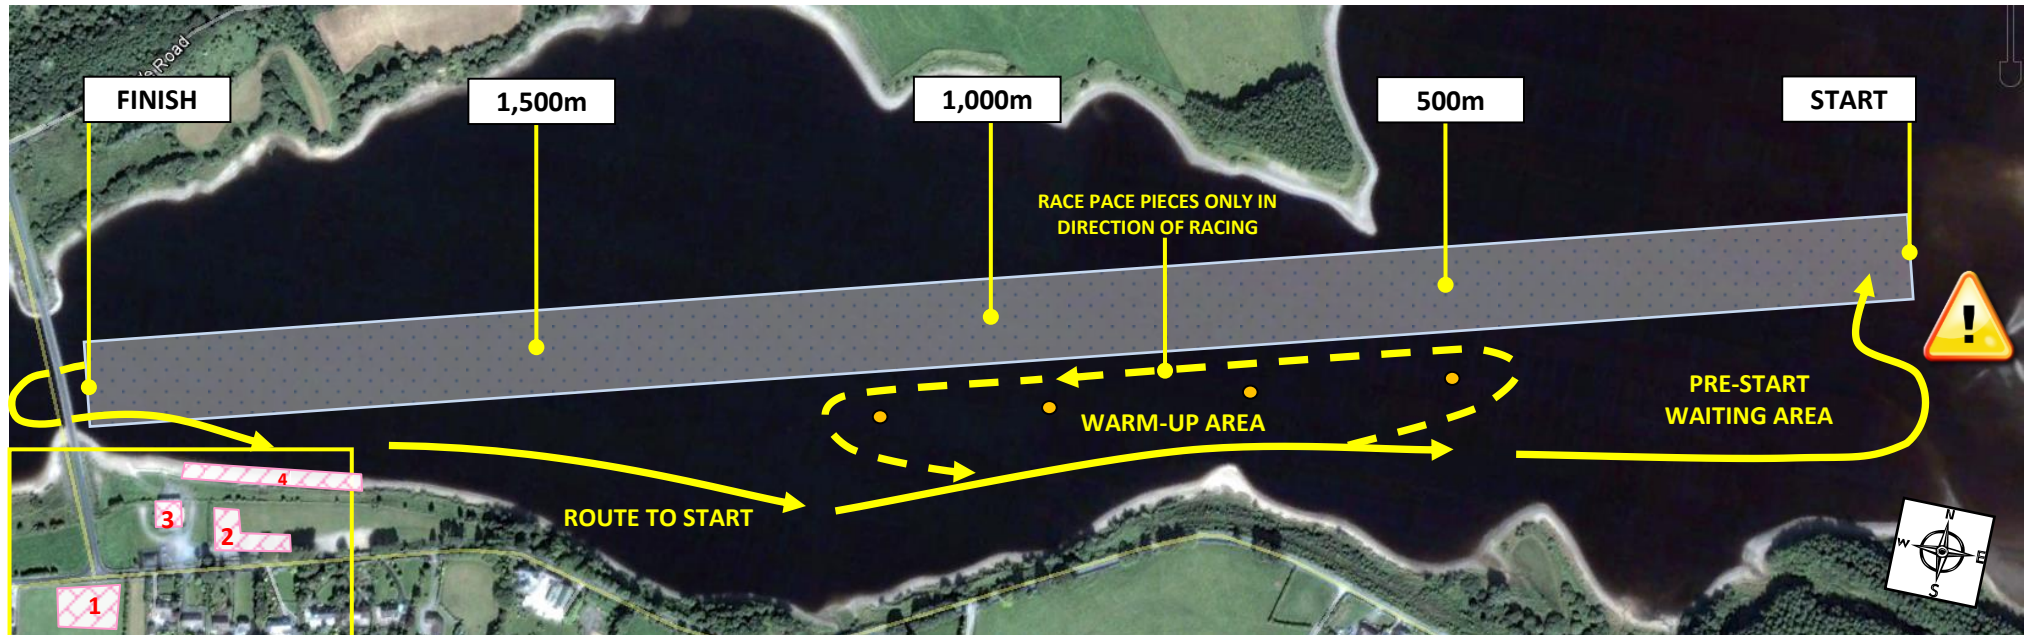 FINISH
1,500m
1,000m
500m
START
RACE PACE PIECES ONLY IN
DIRECTION OF RACING
PRE-START
WAITING AREA
WARM-UP AREA
ROUTE TO START
Road
4
3
2
1
N
W
E
S
!